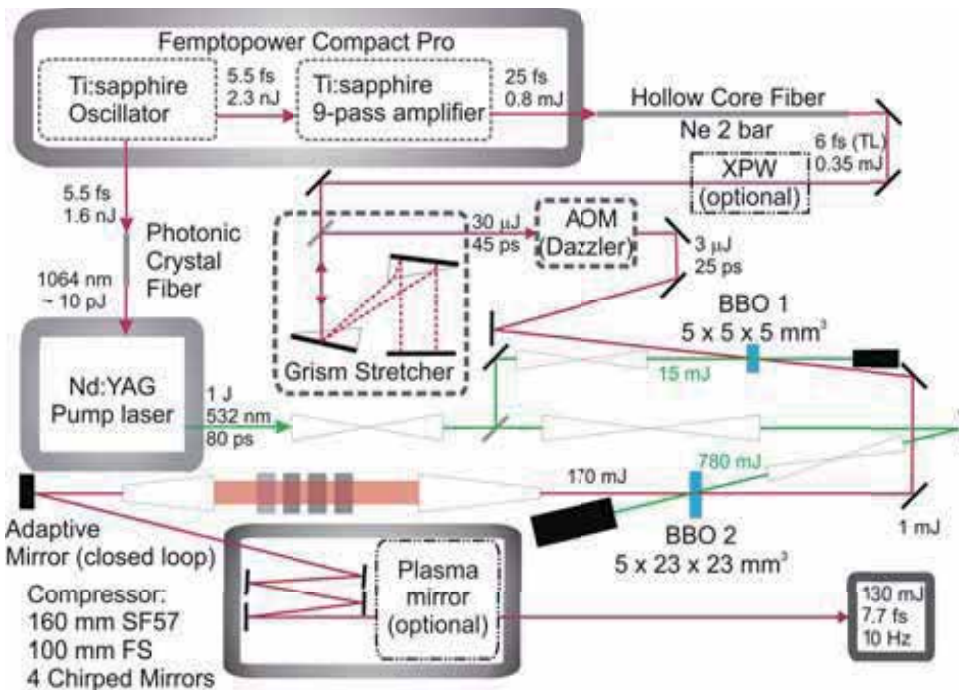 Femptopower Compact Pro
Ti:sapphire
Oscillator
5.5 fs
2.3 nJ
Ti:sapphire
9-pass amplifier
25 fs
0.8 mJ
Hollow Core Fiber
Ne 2 bar
6 fs (TL)
0.35 mJ
XPW
(optional)
5.5 fs
1.6 nJ
Photonic
Crystal
Fiber
1064 nm
~ 10 pJ
30 µJ
45 ps
AOM
(Dazzler)
3 µJ
25 ps
Grism Stretcher
BBO 1
5 x 5 x 5 mm³
15 mJ
Nd:YAG
Pump laser
1 J
532 nm
80 ps
780 mJ
170 mJ
1 mJ
BBO 2
5 x 23 x 23 mm³
Adaptive
Mirror (closed loop)
Compressor:
160 mm SF57
100 mm FS
4 Chirped Mirrors
Plasma
mirror
(optional)
130 mJ
7.7 fs
10 Hz